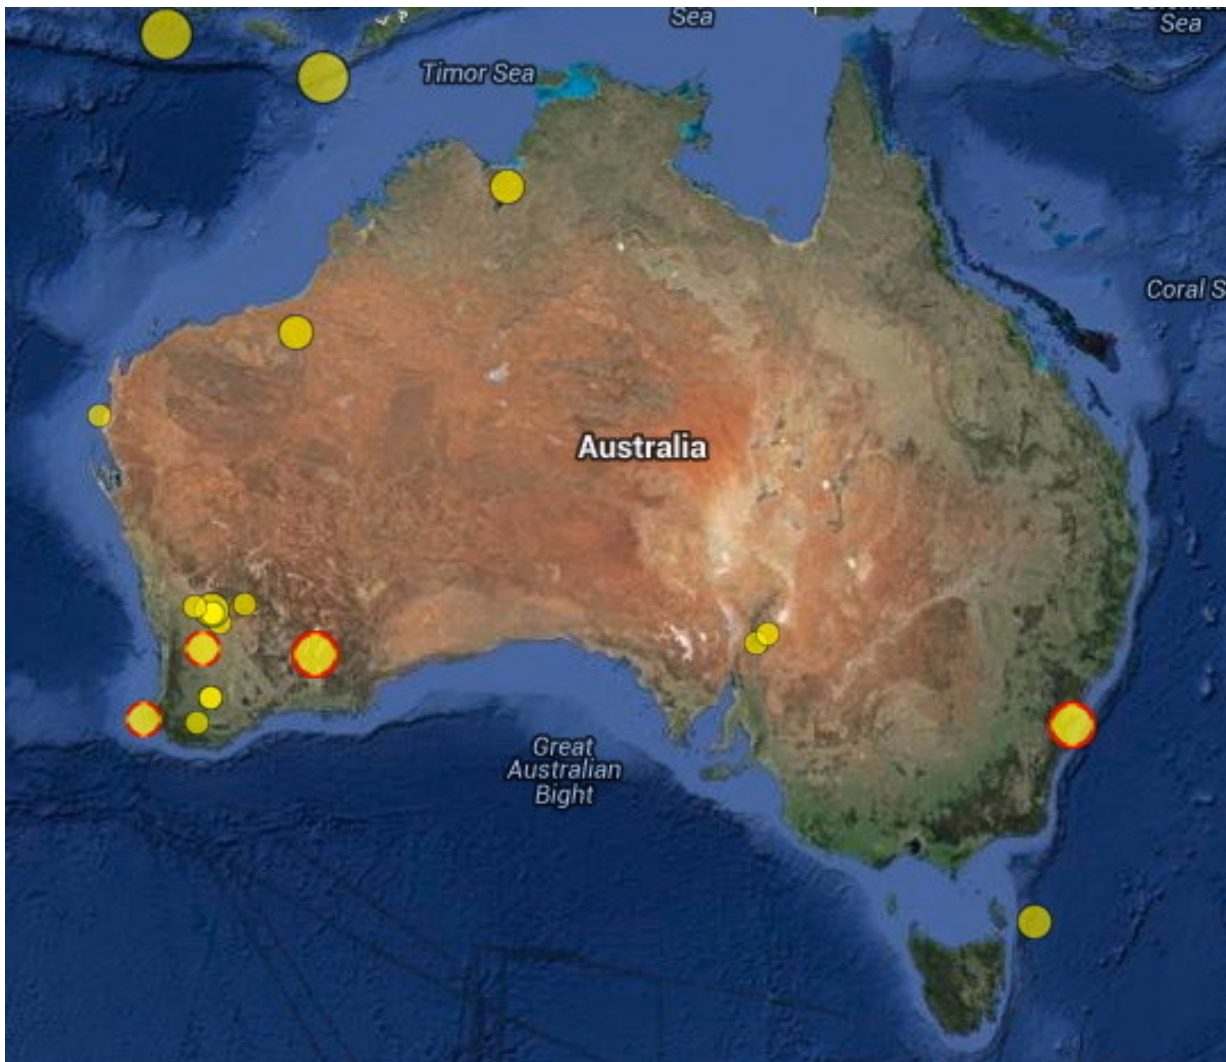 Sea
Sea
Timor Sea
Coral S
Australia
Great
Australian
Bight